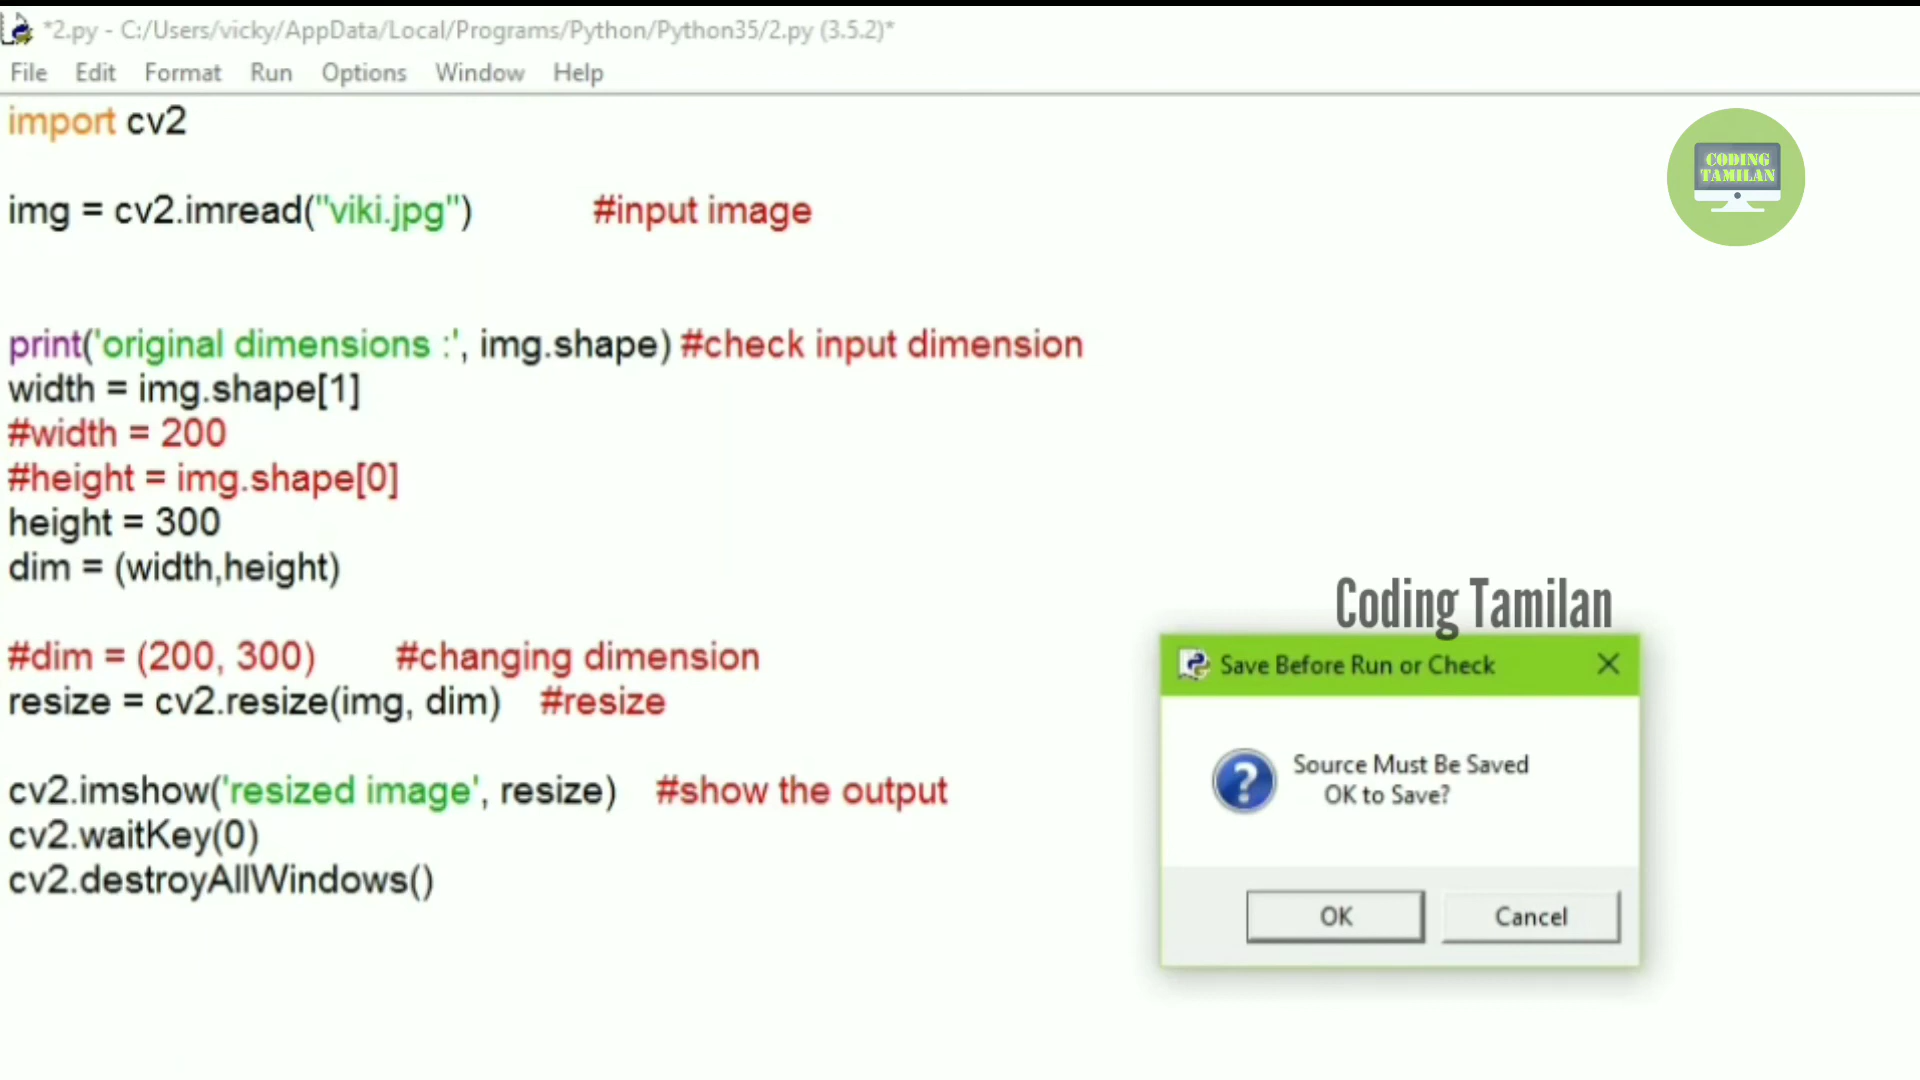 *2.py - C:/Users/vicky/AppData/Local/Programs/Python/Python35/2.py (3.5.2)*
File Edit Format Run Options Window Help
import cv2
img = cv2.imread("viki.jpg") #input image
print('original dimensions :', img.shape) #check input dimension
width = img.shape[1]
#width = 200
#height = img.shape[0]
height = 300
dim = (width,height)
#dim = (200, 300) #changing dimension
resize = cv2.resize(img, dim) #resize
cv2.imshow('resized image', resize) #show the output
cv2.waitKey(0)
cv2.destroyAllWindows()
CODING
TAMILAN
Coding Tamilan
Save Before Run or Check
Source Must Be Saved
OK to Save?
OK Cancel